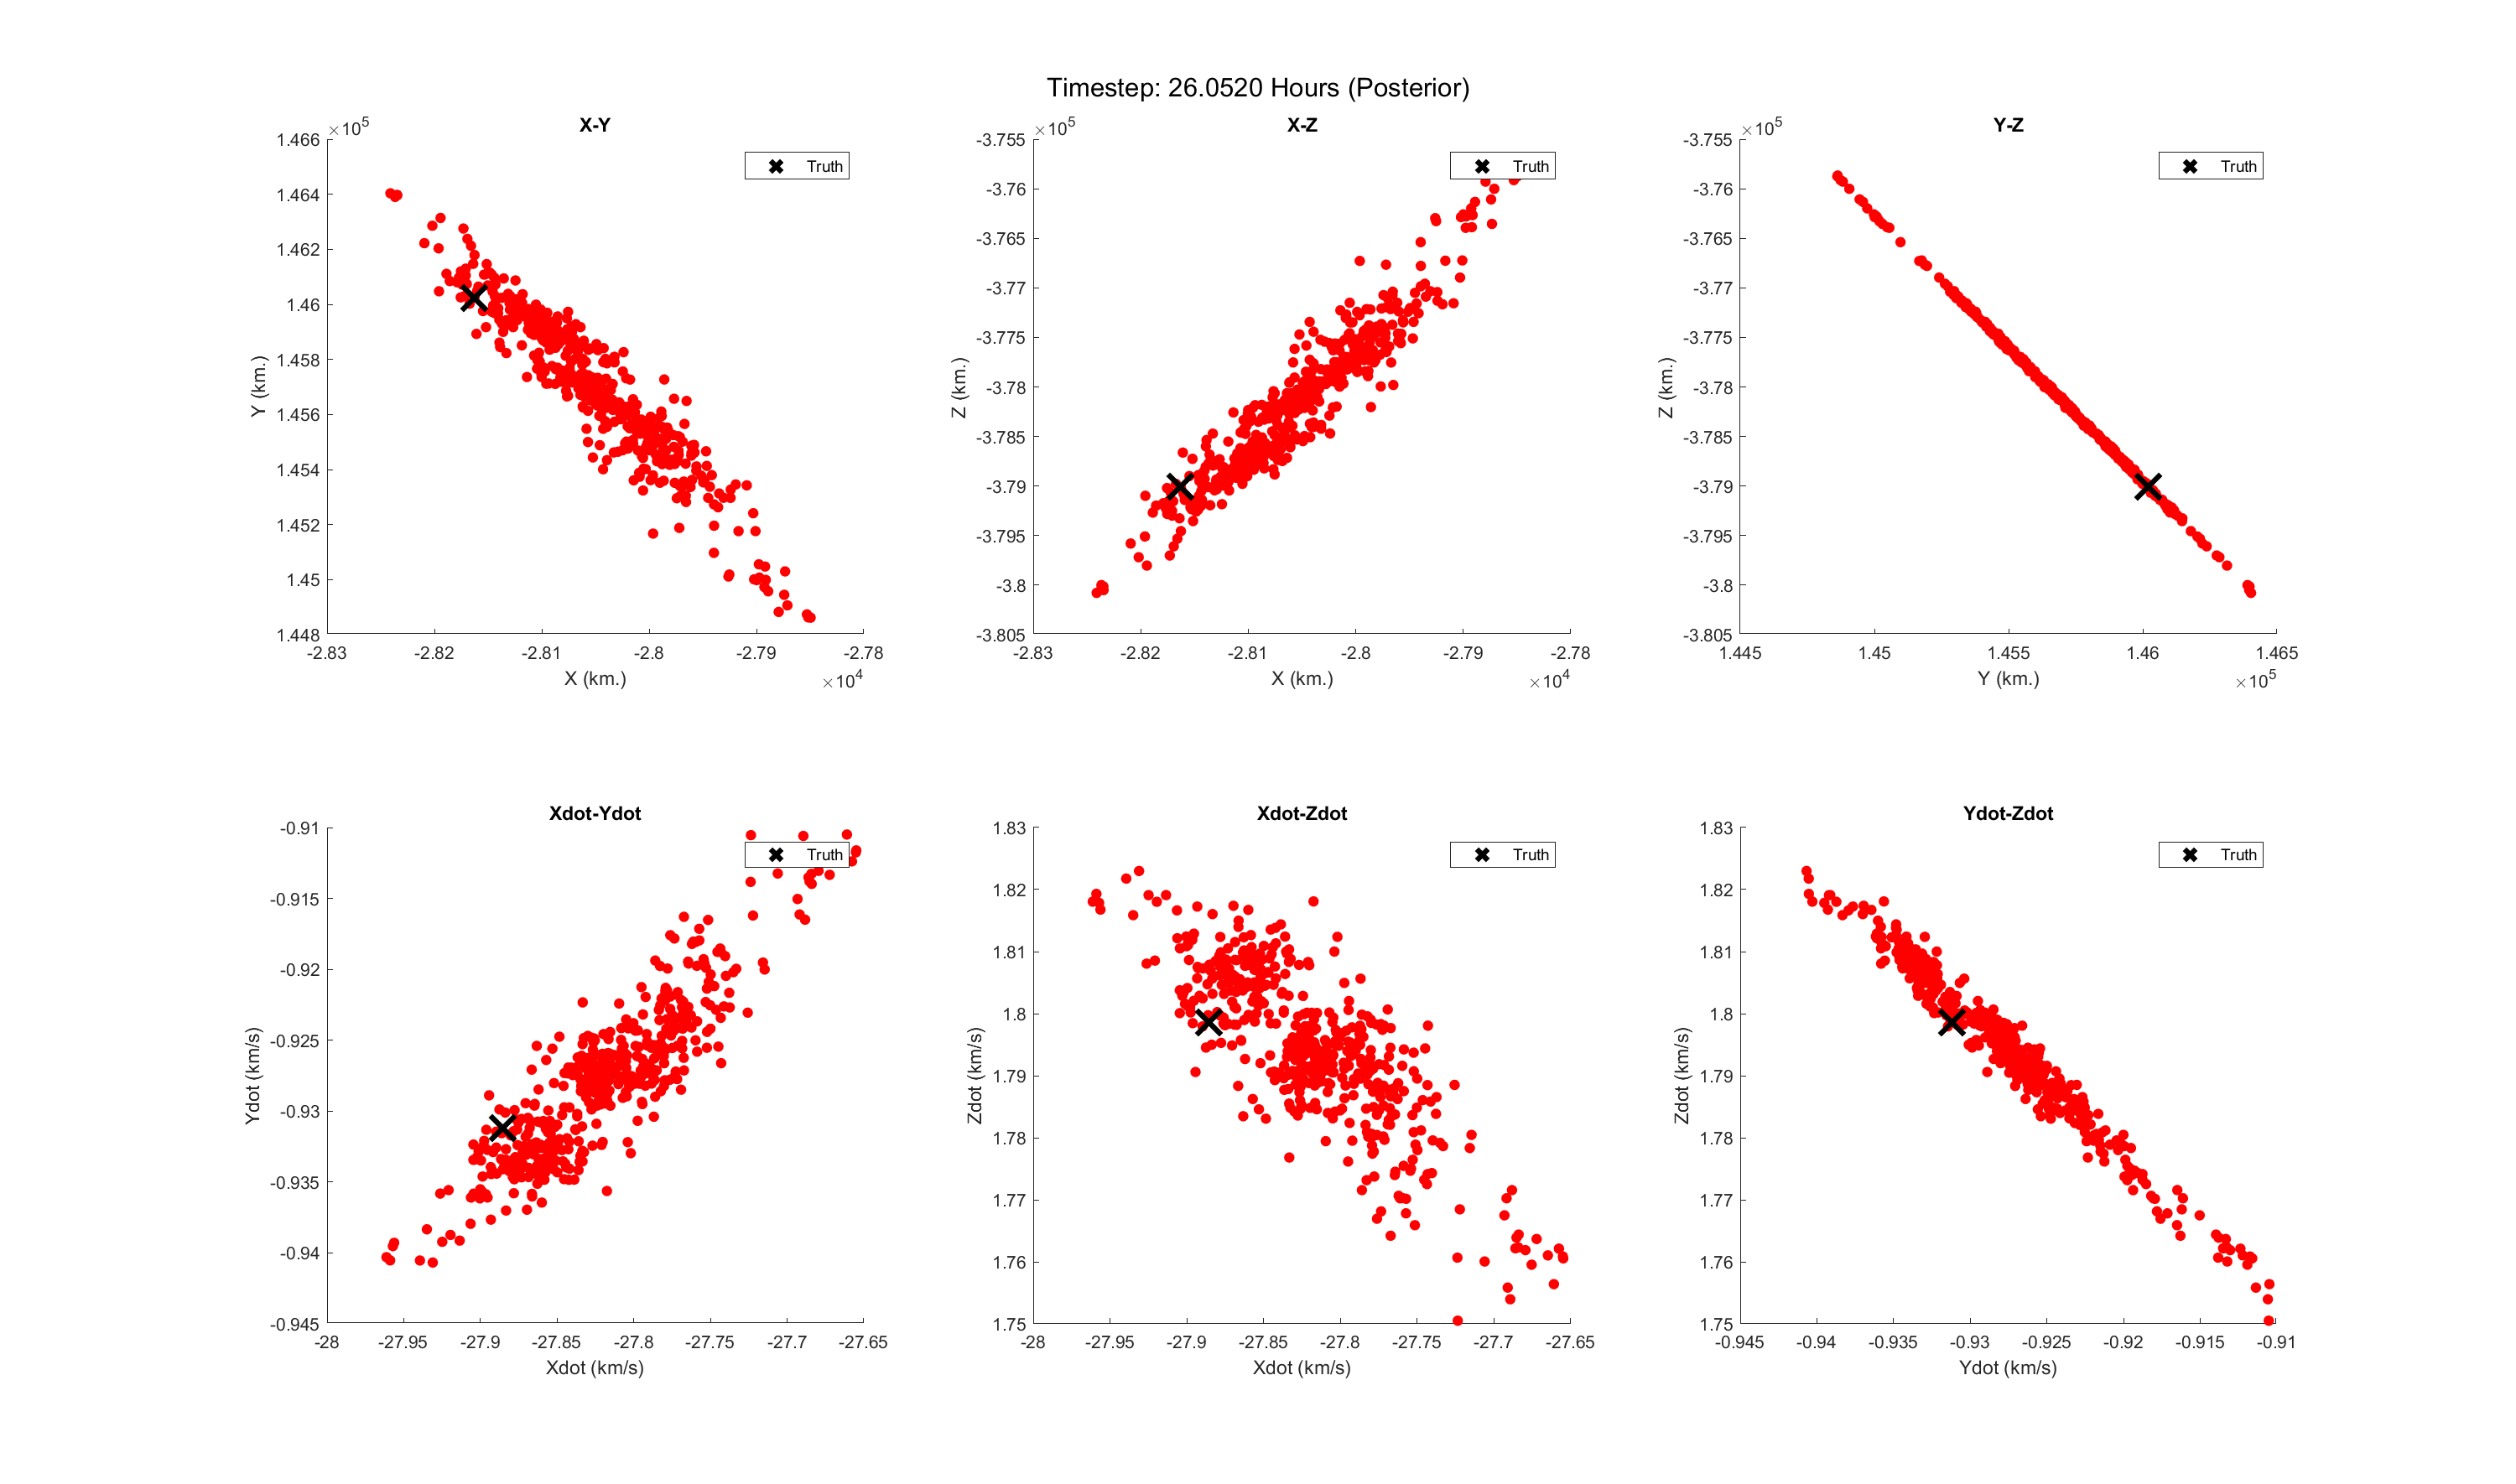 Timestep: 26.0520 Hours (Posterior)
X-Y
×10^5
1.466
1.464
1.462
1.46
1.458
1.456
1.454
1.452
1.45
1.448
Y (km.)
Truth
-2.83 -2.82 -2.81 -2.8 -2.79 -2.78
X (km.)
×10^4
X-Z
×10^5
-3.755
-3.76
-3.765
-3.77
-3.775
-3.78
-3.785
-3.79
-3.795
-3.8
-3.805
Z (km.)
Truth
-2.83 -2.82 -2.81 -2.8 -2.79 -2.78
X (km.)
×10^4
Y-Z
×10^5
-3.755
-3.76
-3.765
-3.77
-3.775
-3.78
-3.785
-3.79
-3.795
-3.8
-3.805
Z (km.)
Truth
1.445 1.45 1.455 1.46 1.465
Y (km.)
×10^5
Xdot-Ydot
-0.91
-0.915
-0.92
-0.925
-0.93
-0.935
-0.94
-0.945
Ydot (km/s)
Truth
-28 -27.95 -27.9 -27.85 -27.8 -27.75 -27.7 -27.65
Xdot (km/s)
Xdot-Zdot
1.83
1.82
1.81
1.8
1.79
1.78
1.77
1.76
1.75
Zdot (km/s)
Truth
-28 -27.95 -27.9 -27.85 -27.8 -27.75 -27.7 -27.65
Xdot (km/s)
Ydot-Zdot
1.83
1.82
1.81
1.8
1.79
1.78
1.77
1.76
1.75
Zdot (km/s)
Truth
-0.945 -0.94 -0.935 -0.93 -0.925 -0.92 -0.915 -0.91
Ydot (km/s)